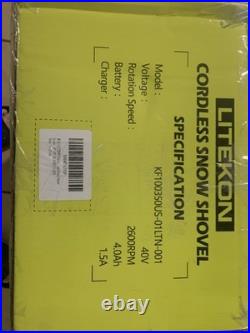 LITEKON
CORDLESS SNOW SHOVEL
SPECIFICATION
Model : KF100350US-01LTN-001
Voltage : 40V
Rotation Speed : 2600RPM
Battery : 4.0Ah
Charger : 1.5A